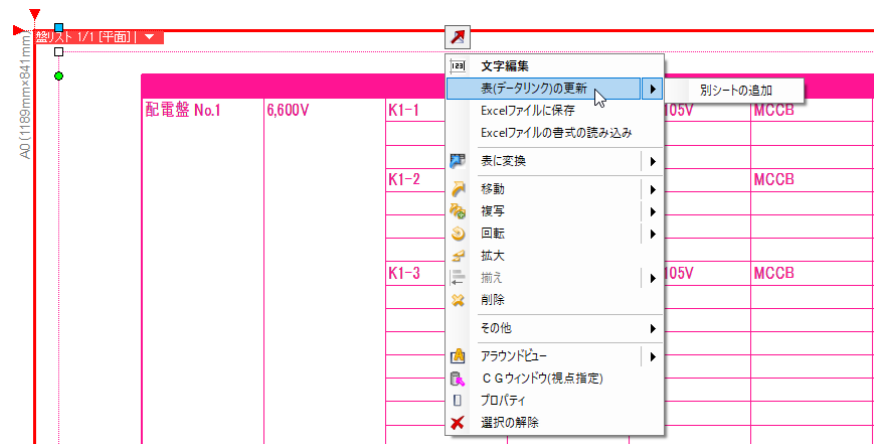 盤リスト 1/1 [平面]
A0(1189mm×841mm)
123
文字編集
表(データリンク)の更新
別シートの追加
配電盤 No.1
6,600V
K1-1
Excelファイルに保存
105V
MCCB
Excelファイルの書式の読み込み
表に変換
K1-2
移動
MCCB
複写
回転
拡大
K1-3
揃え
105V
MCCB
削除
その他
アラウンドビュー
CGウィンドウ(視点指定)
プロパティ
選択の解除